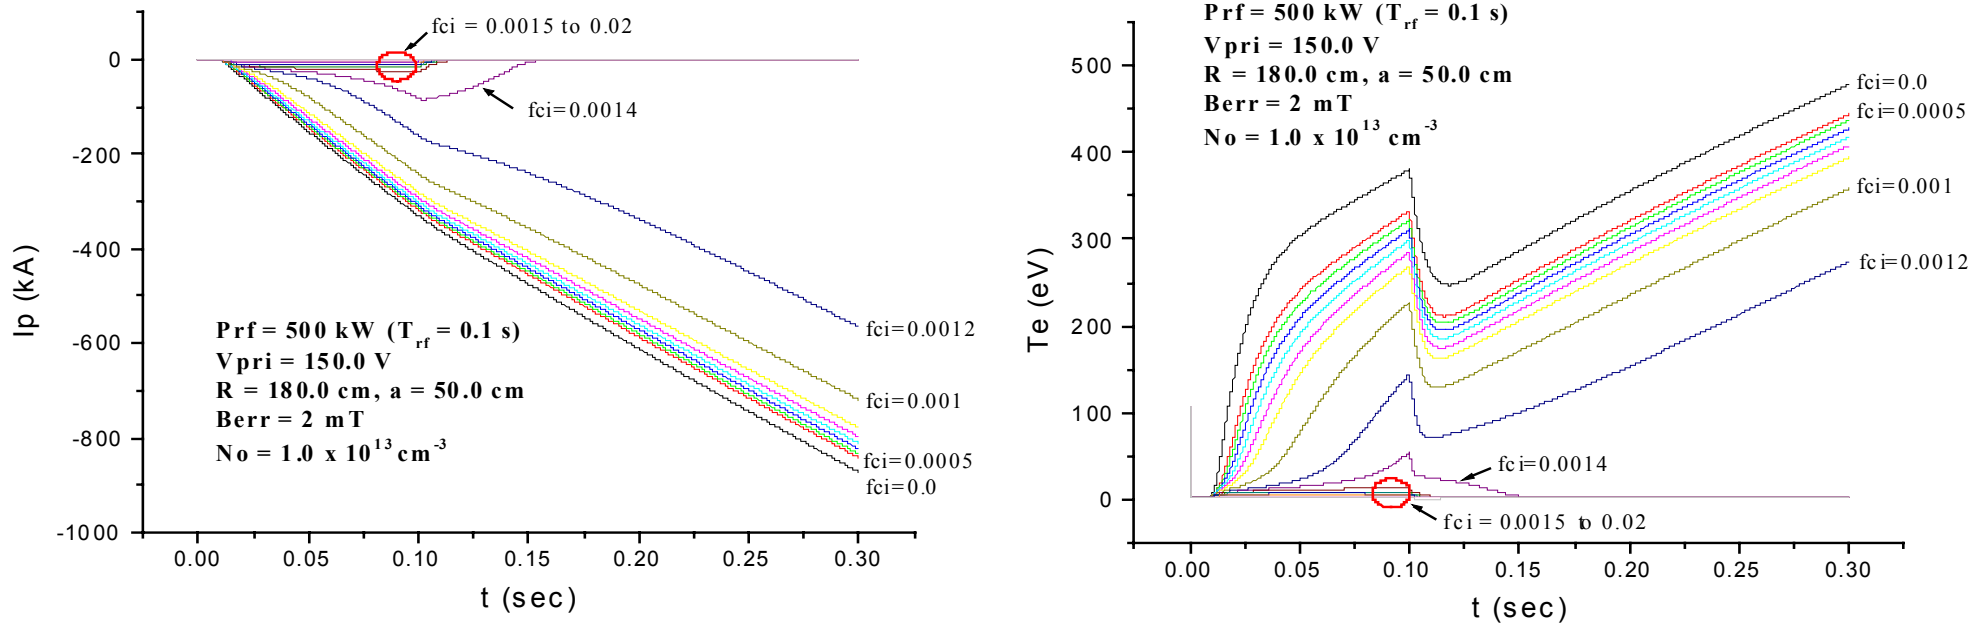 fci = 0.0015 to 0.02
fci=0.0014
0
-200
-400
-600
-800
-1000
Ip (kA)
Prf = 500 kW (T_rf = 0.1 s)
Vpri = 150.0 V
R = 180.0 cm, a = 50.0 cm
Berr = 2 mT
No = 1.0 x 10^13 cm^-3
fci=0.0012
fci=0.001
fci=0.0005
fci=0.0
0.00 0.05 0.10 0.15 0.20 0.25 0.30
t (sec)
Prf = 500 kW (T_rf = 0.1 s)
Vpri = 150.0 V
R = 180.0 cm, a = 50.0 cm
Berr = 2 mT
No = 1.0 x 10^13 cm^-3
500
400
300
200
100
0
Te (eV)
fci=0.0
fci=0.0005
fci=0.001
fci=0.0012
fci=0.0014
fci = 0.0015 to 0.02
0.00 0.05 0.10 0.15 0.20 0.25 0.30
t (sec)